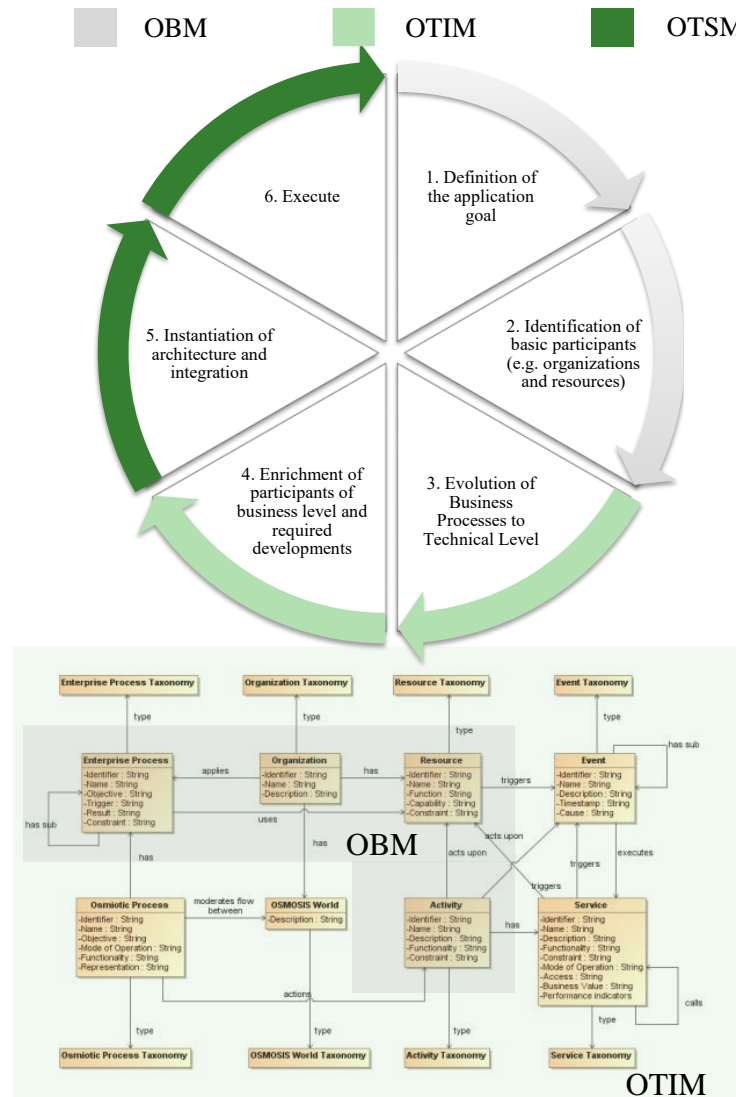 OBM OTIM OTSM
6. Execute
1. Definition of
the application
goal
5. Instantiation of
architecture and
integration
2. Identification of
basic participants
(e.g. organizations
and resources)
4. Enrichment of
participants of
business level and
required
developments
3. Evolution of
Business
Processes to
Technical Level
Enterprise Process Taxonomy
Organization Taxonomy
Resource Taxonomy
Event Taxonomy
type
type
type
type
Enterprise Process
-Identifier : String
-Name : String
-Objective : String
-Trigger : String
-Result : String
-Constraint : String
has sub
applies
Organization
-Identifier : String
-Name : String
-Description : String
has
uses
has
Resource
-Identifier : String
-Name : String
-Function : String
-Capability : String
-Constraint : String
triggers
Event
-Identifier : String
-Name : String
-Description : String
-Timestamp : String
-Cause : String
has sub
OBM
has
acts upon
acts upon
triggers
triggers
executes
Osmiotic Process
-Identifier : String
-Name : String
-Objective : String
-Mode of Operation : String
-Functionality : String
-Representation : String
moderates flow
between
OSMOSIS World
-Description : String
Activity
-Identifier : String
-Name : String
-Description : String
-Functionality : String
-Constraint : String
has
Service
-Identifier : String
-Name : String
-Description : String
-Functionality : String
-Constraint : String
-Mode of Operation : String
-Access : String
-Business Value : String
-Performance indicators
calls
actions
type
type
type
type
Osmiotic Process Taxonomy
OSMOSIS World Taxonomy
Activity Taxonomy
Service Taxonomy
OTIM